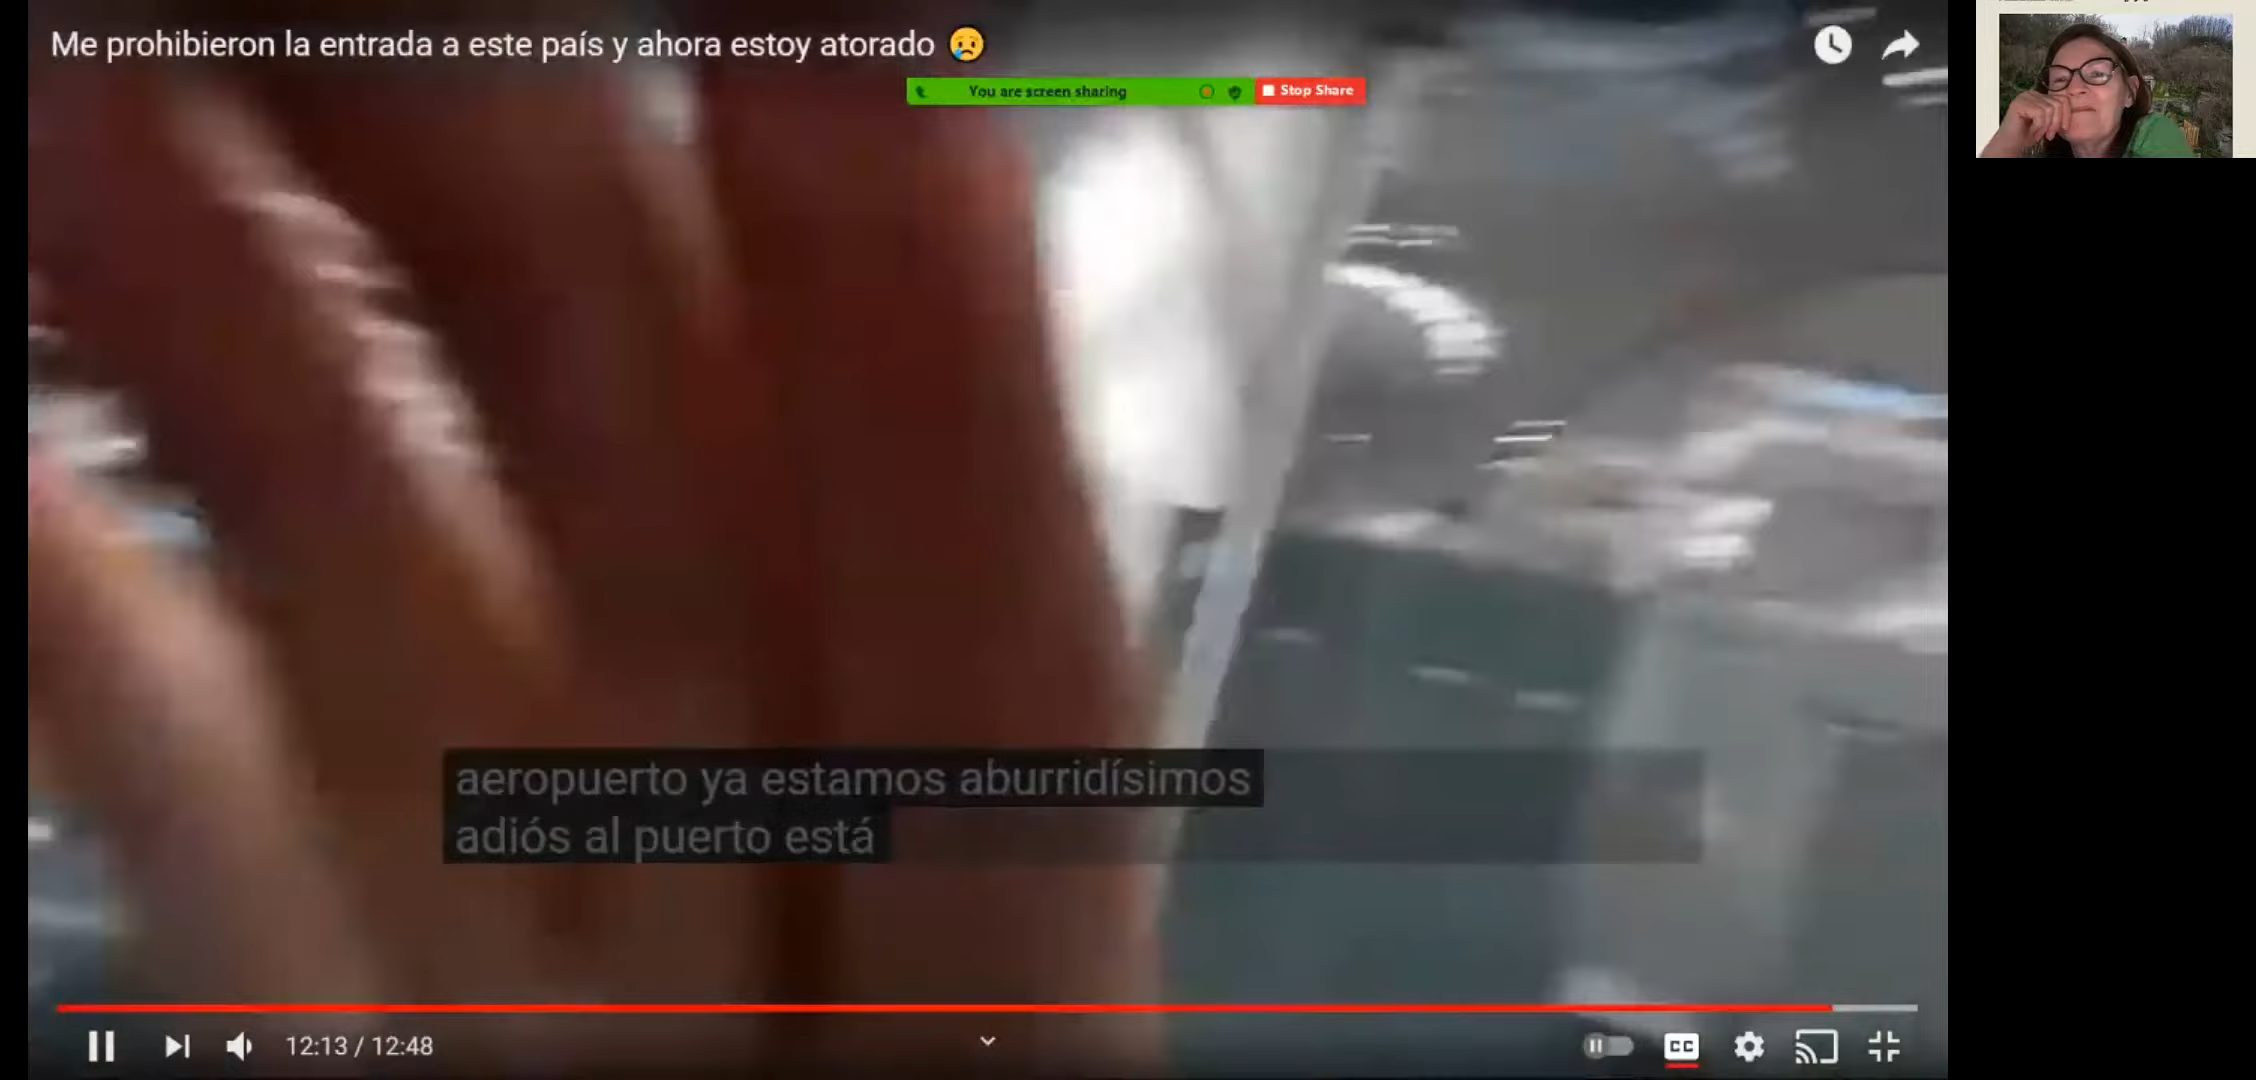 Me prohibieron la entrada a este país y ahora estoy atorado 😥
You are screen sharing
Stop Share
aeropuerto ya estamos aburridísimos
adiós al puerto está
12:13 / 12:48
CC